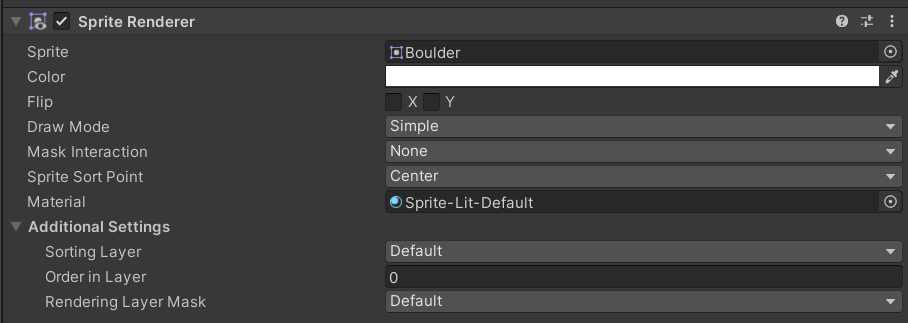 Sprite Renderer
Sprite Boulder
Color
Flip X Y
Draw Mode Simple
Mask Interaction None
Sprite Sort Point Center
Material Sprite-Lit-Default
Additional Settings
Sorting Layer Default
Order in Layer 0
Rendering Layer Mask Default